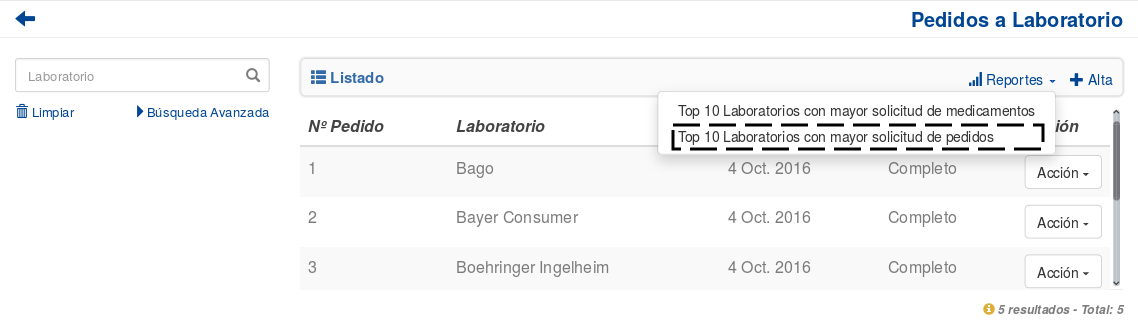 Pedidos a Laboratorio
Laboratorio
Limpiar Búsqueda Avanzada
Listado
Reportes Alta
Top 10 Laboratorios con mayor solicitud de medicamentos
Top 10 Laboratorios con mayor solicitud de pedidos
Nº Pedido Laboratorio ión
1 Bago 4 Oct. 2016 Completo Acción
2 Bayer Consumer 4 Oct. 2016 Completo Acción
3 Boehringer Ingelheim 4 Oct. 2016 Completo Acción
5 resultados - Total: 5